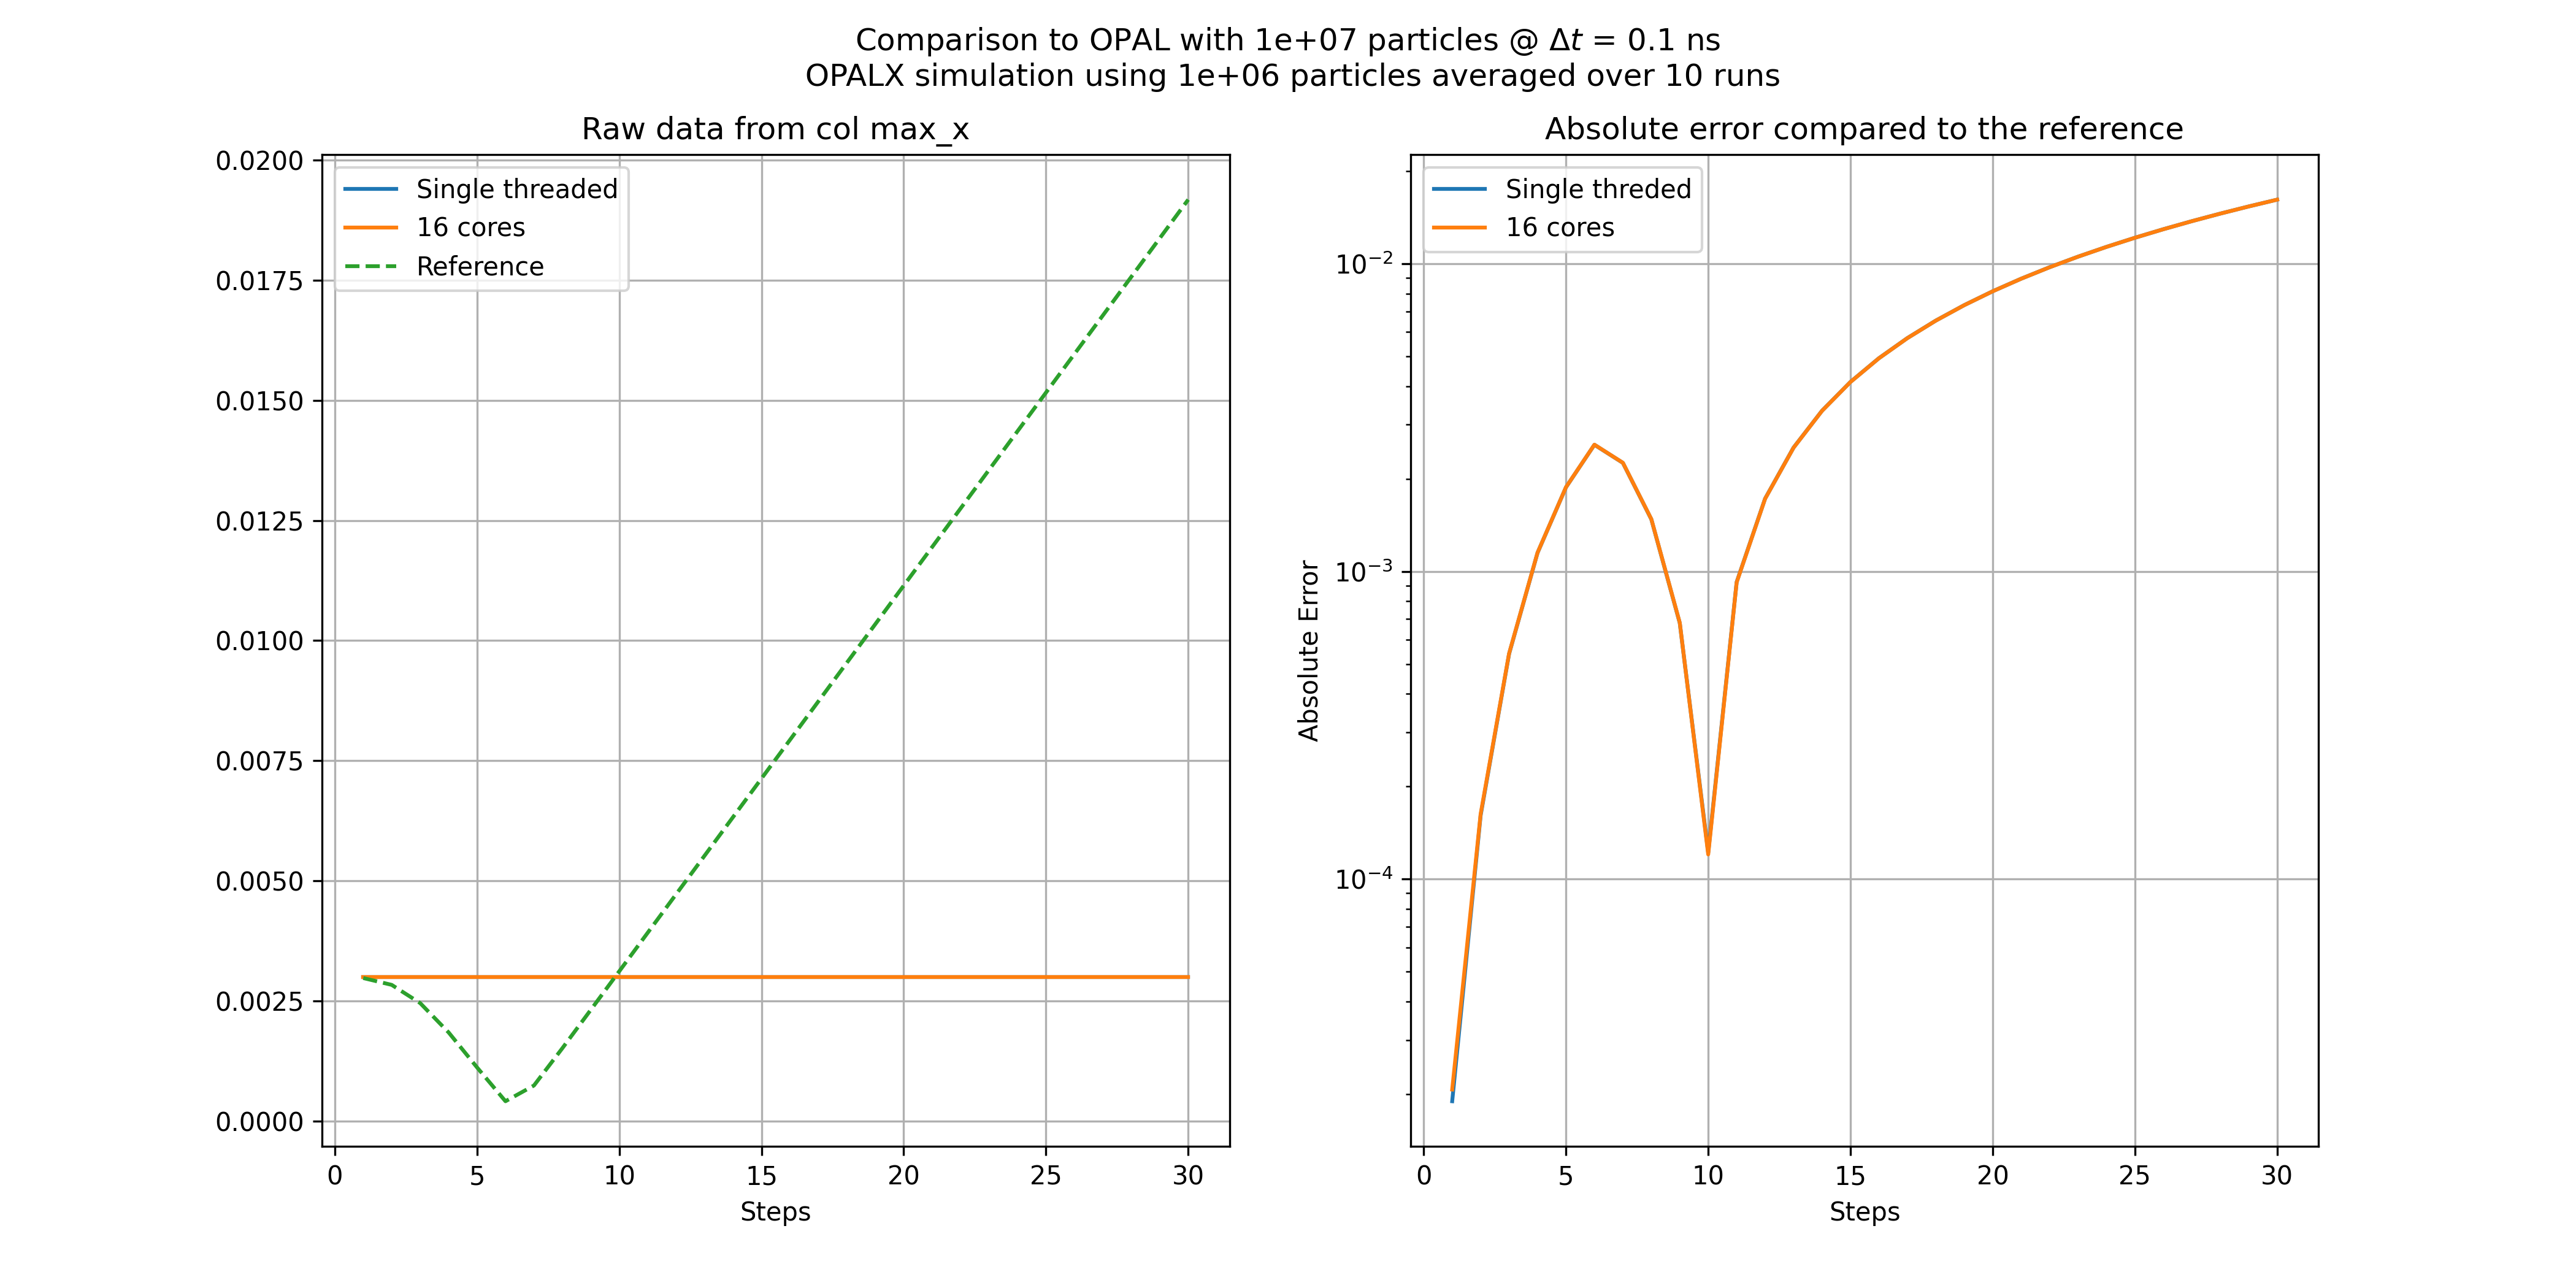 Comparison to OPAL with 1e+07 particles @ Δt = 0.1 ns
OPALX simulation using 1e+06 particles averaged over 10 runs
Raw data from col max_x
0.0200
0.0175
0.0150
0.0125
0.0100
0.0075
0.0050
0.0025
0.0000
Single threaded
16 cores
Reference
0 5 10 15 20 25 30
Steps
Absolute error compared to the reference
Absolute Error
10⁻²
10⁻³
10⁻⁴
Single threded
16 cores
0 5 10 15 20 25 30
Steps